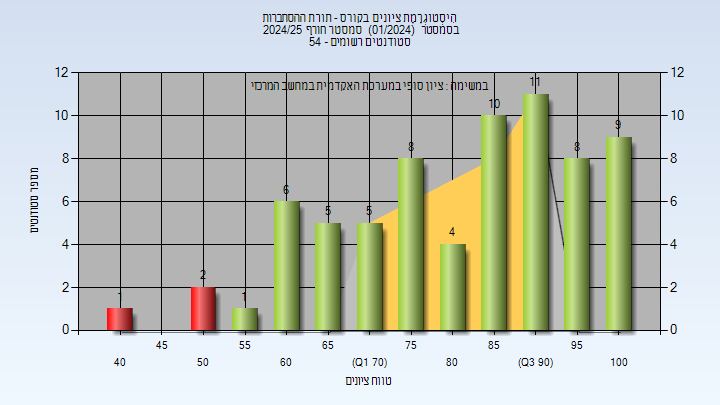 היסטוגרמת ציונים בקורס - תורת ההסתברות
בסמסטר (01/2024) סמסטר חורף 2024/25
סטודנטים רשומים - 54
במשימה : ציון סופי במערכת האקדמית במחשב המרכזי
מספר סטודנטים
12 12
10 10
8 8
6 6
4 4
2 2
0 0
1 2 1 6 5 5 8 4 10 11 8 9
45 55 65 75 85 95
40 50 60 (Q1 70) 80 (Q3 90) 100
טווח ציונים